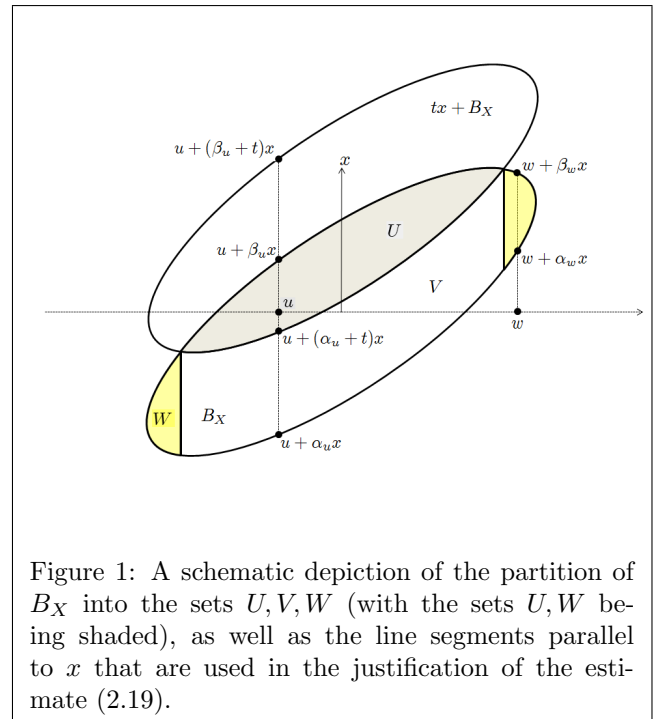 tx + B_X
u + (β_u + t)x
x
w + β_w x
u + β_u x
U
w + α_w x
V
u
u + (α_u + t)x
w
W
B_X
u + α_u x
Figure 1: A schematic depiction of the partition of
B_X into the sets U, V, W (with the sets U, W be-
ing shaded), as well as the line segments parallel
to x that are used in the justification of the esti-
mate (2.19).